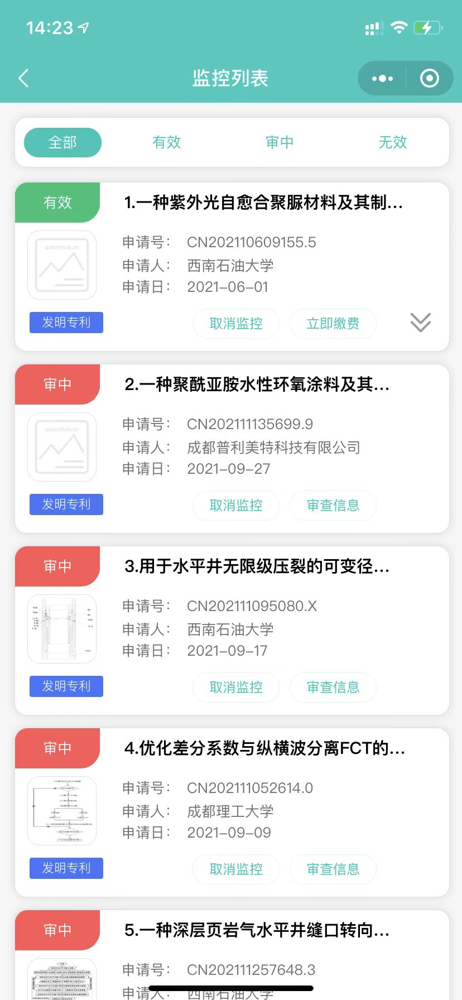 14:23
监控列表
全部 有效 审中 无效
有效 1.一种紫外光自愈合聚脲材料及其制...
patenthub.cn
申请号： CN202110609155.5
申请人： 西南石油大学
申请日： 2021-06-01
发明专利 取消监控 立即缴费
审中 2.一种聚酰亚胺水性环氧涂料及其...
patenthub.cn
申请号： CN202111135699.9
申请人： 成都普利美特科技有限公司
申请日： 2021-09-27
发明专利 取消监控 审查信息
审中 3.用于水平井无限级压裂的可变径...
申请号： CN202111095080.X
申请人： 西南石油大学
申请日： 2021-09-17
发明专利 取消监控 审查信息
审中 4.优化差分系数与纵横波分离FCT的...
申请号： CN202111052614.0
申请人： 成都理工大学
申请日： 2021-09-09
发明专利 取消监控 审查信息
审中 5.一种深层页岩气水平井缝口转向...
申请号： CN202111257648.3
申请人： 西南石油大学